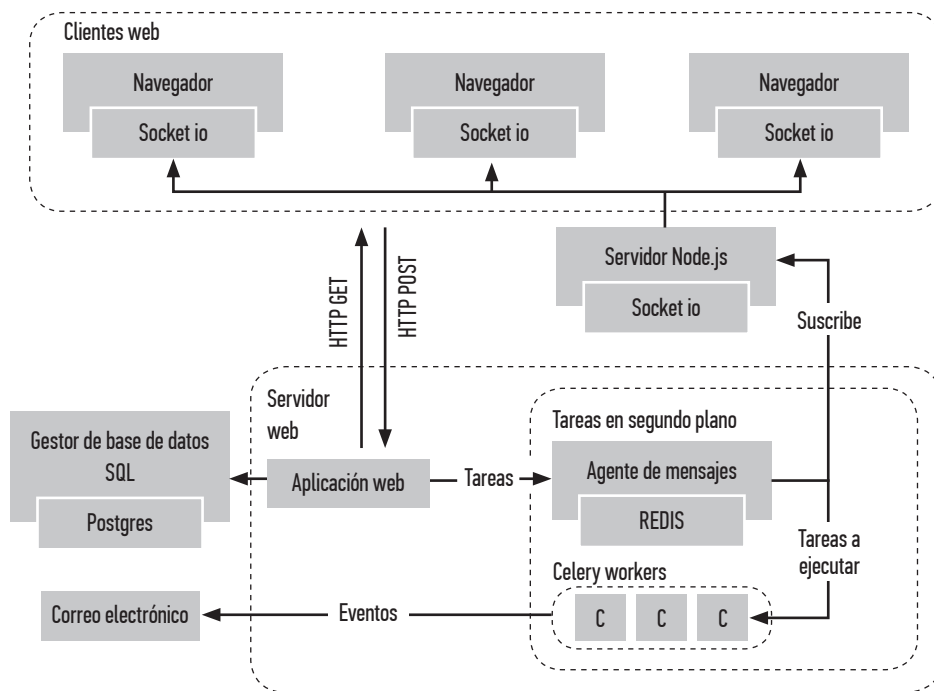 Clientes web
Navegador
Navegador
Navegador
Socket io
Socket io
Socket io
HTTP GET
HTTP POST
Servidor Node.js
Socket io
Suscribe
Servidor
web
Tareas en segundo plano
Gestor de base de datos
SQL
Postgres
Aplicación web
Tareas
Agente de mensajes
REDIS
Tareas a
ejecutar
Celery workers
C
C
C
Eventos
Correo electrónico